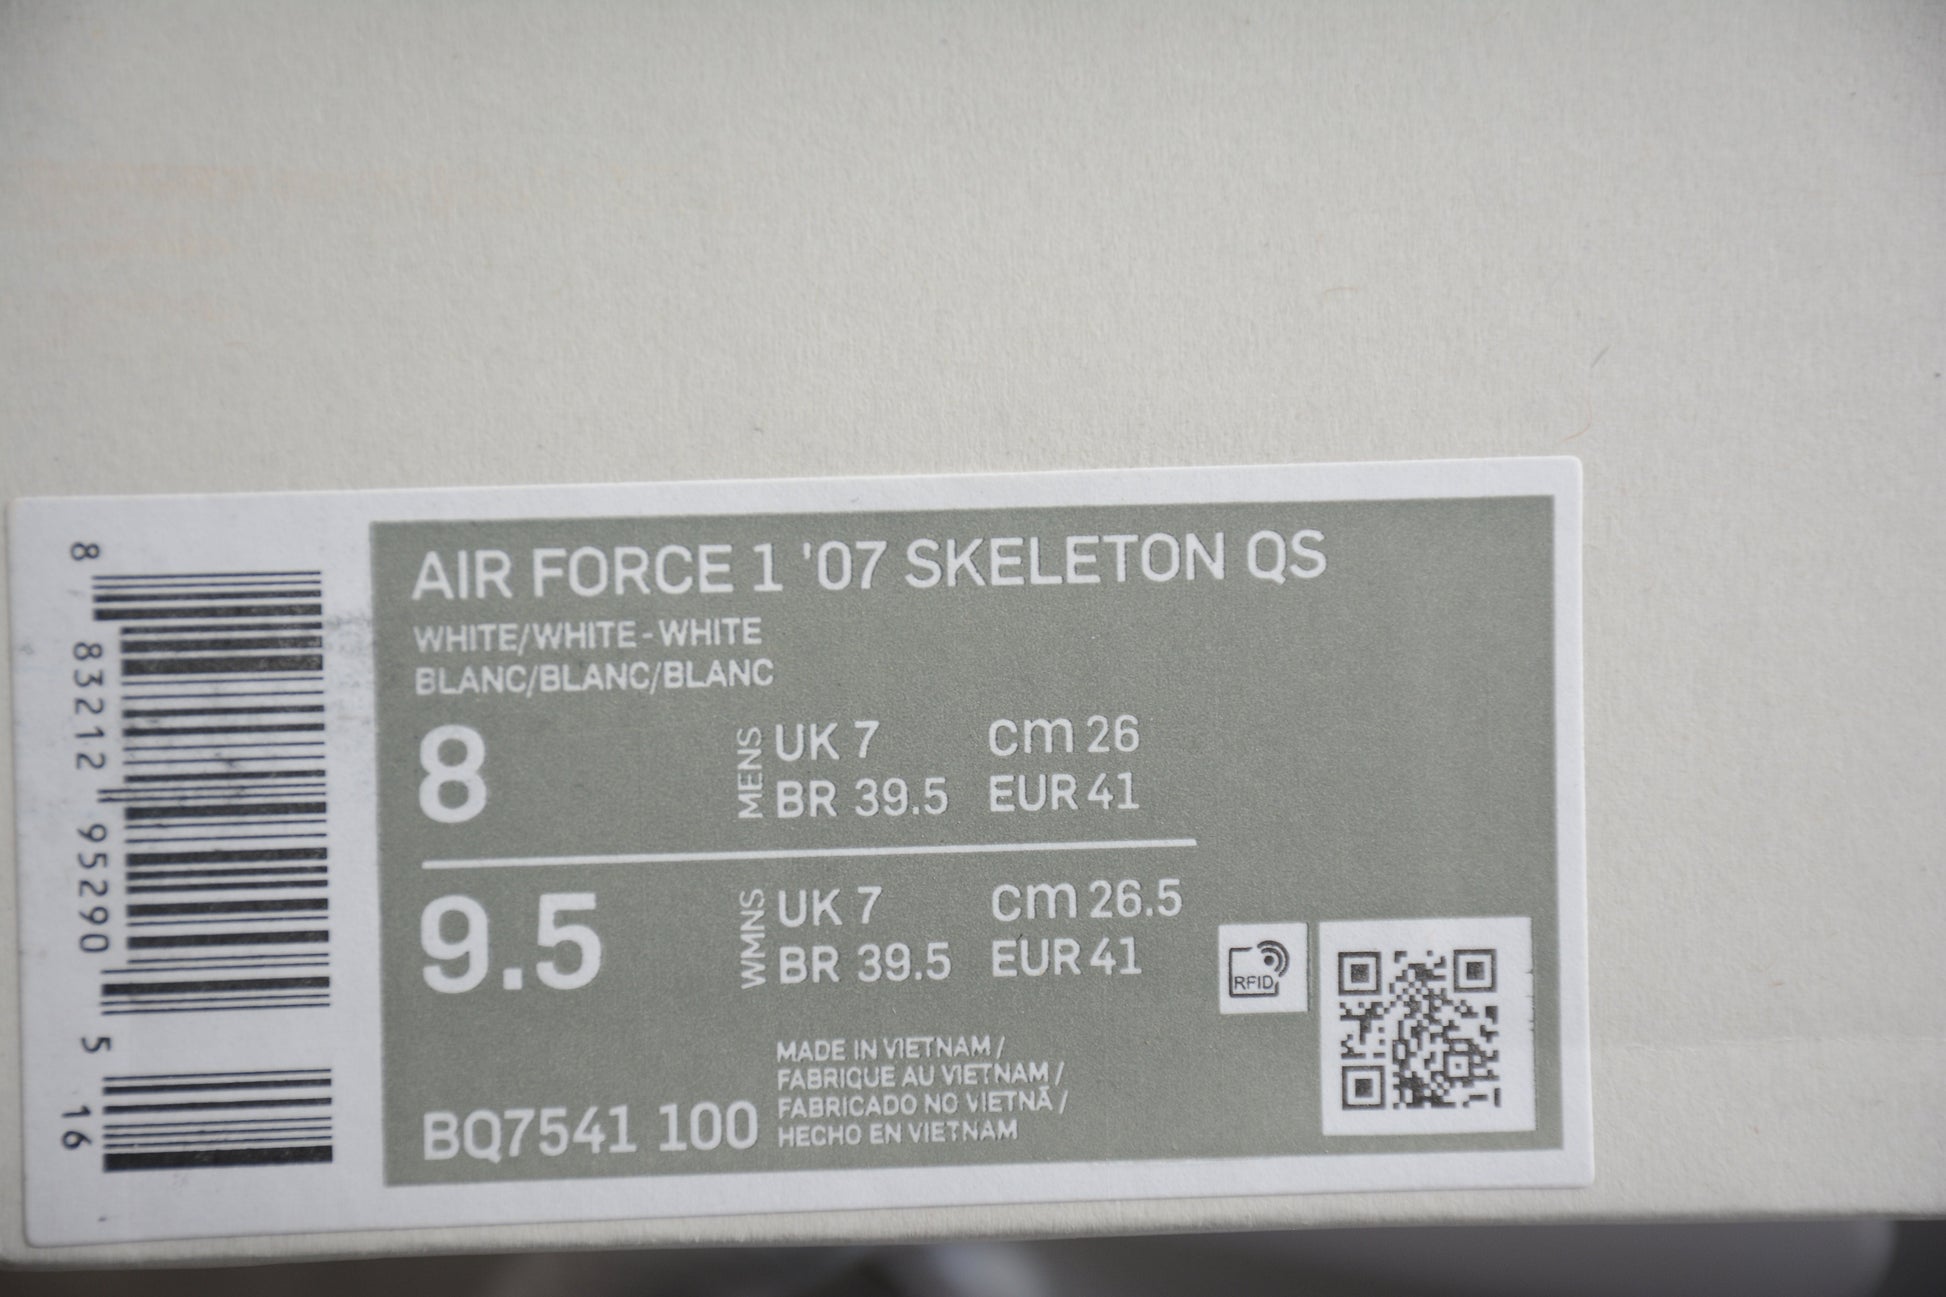 8 83212 95290 5 16
AIR FORCE 1 '07 SKELETON QS
WHITE/WHITE-WHITE
BLANC/BLANC/BLANC
8
MENS
UK 7 cm 26
BR 39.5 EUR 41
9.5
WMNS
UK 7 cm 26.5
BR 39.5 EUR 41
RFID
BQ7541 100
MADE IN VIETNAM /
FABRIQUE AU VIETNAM /
FABRICADO NO VIETNÃ /
HECHO EN VIETNAM